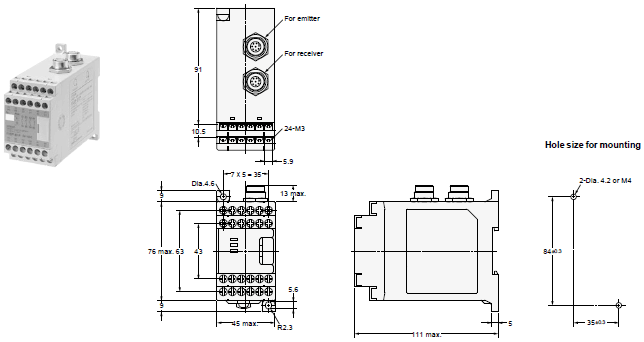 For emitter
For receiver
91
10.5
24-M3
5.9
Hole size for mounting
7 X 5 = 35
Dia.4.6
13 max.
9
2-Dia. 4.2 or M4
76 max.
63
43
84±0.3
5.6
9
R2.3
45 max.
111 max.
5
35±0.3